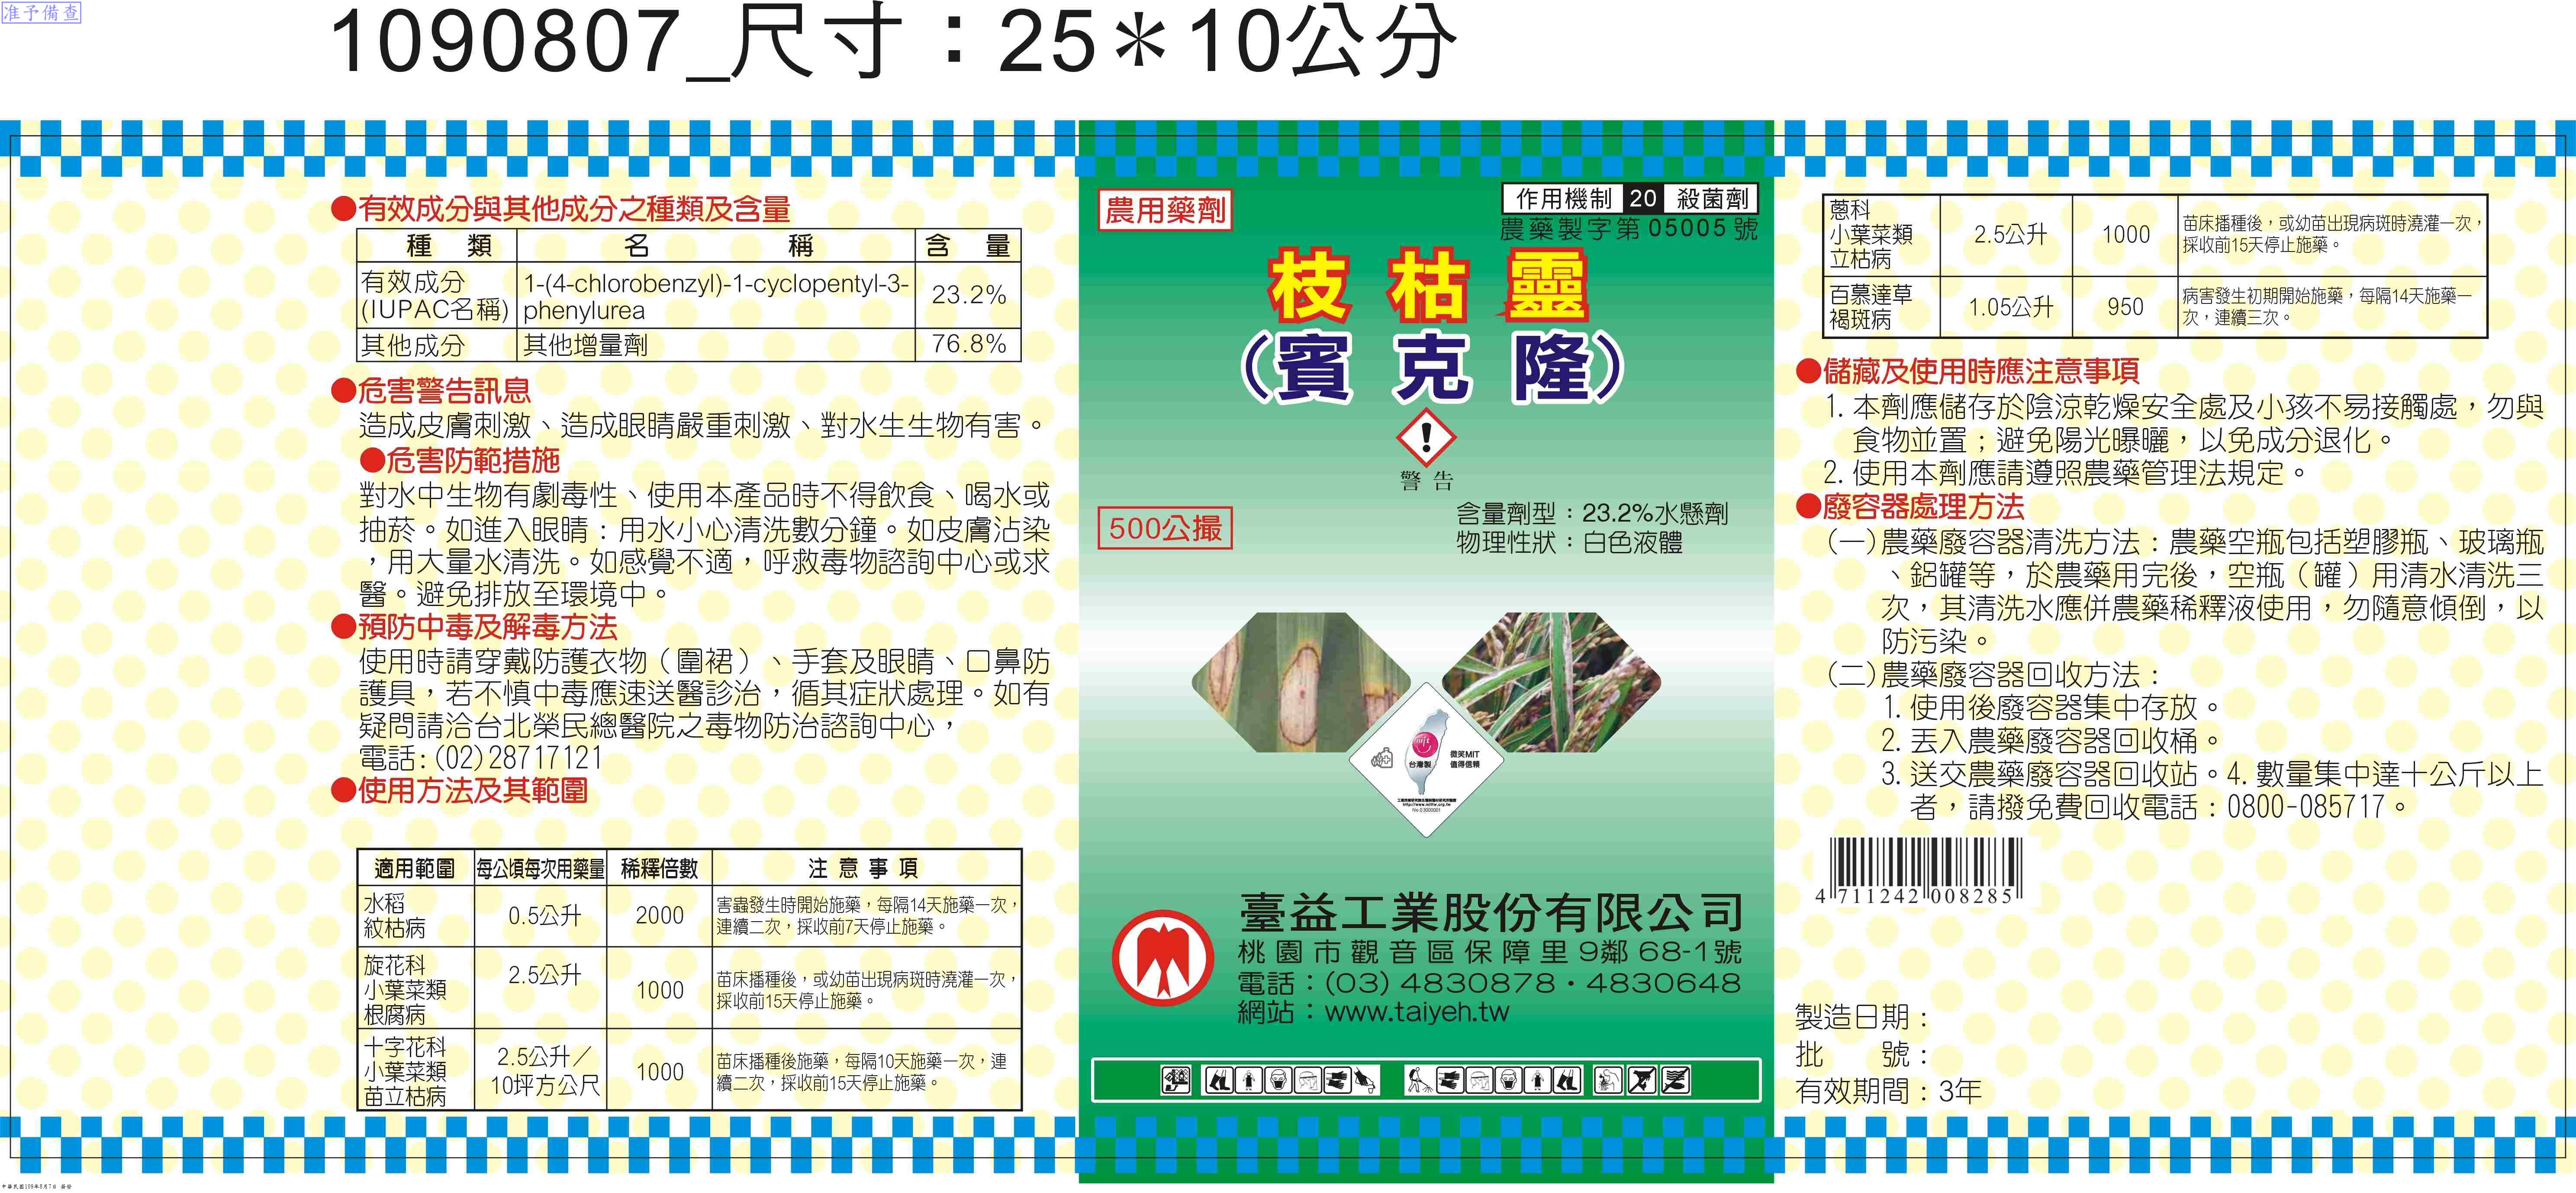 准予備查
1090807_尺寸：25＊10公分
●有效成分與其他成分之種類及含量
種 類 名 稱 含 量
有效成分
(IUPAC名稱)
1-(4-chlorobenzyl)-1-cyclopentyl-3-
phenylurea
23.2%
其他成分 其他增量劑 76.8%
●危害警告訊息
造成皮膚刺激、造成眼睛嚴重刺激、對水生生物有害。
●危害防範措施
對水中生物有劇毒性、使用本產品時不得飲食、喝水或
抽菸。如進入眼睛：用水小心清洗數分鐘。如皮膚沾染
，用大量水清洗。如感覺不適，呼救毒物諮詢中心或求
醫。避免排放至環境中。
●預防中毒及解毒方法
使用時請穿戴防護衣物（圍裙）、手套及眼睛、口鼻防
護具，若不慎中毒應速送醫診治，循其症狀處理。如有
疑問請洽台北榮民總醫院之毒物防治諮詢中心，
電話：(02)28717121
●使用方法及其範圍
適用範圍 每公頃每次用藥量 稀釋倍數 注意事項
水稻
紋枯病
0.5公升
2000
害蟲發生時開始施藥，每隔14天施藥一次，
連續二次，採收前7天停止施藥。
旋花科
小葉菜類
根腐病
2.5公升
1000
苗床播種後，或幼苗出現病斑時澆灌一次，
採收前15天停止施藥。
十字花科
小葉菜類
苗立枯病
2.5公升／
10坪方公尺
1000
苗床播種後施藥，每隔10天施藥一次，連
續二次，採收前15天停止施藥。
農用藥劑
作用機制 20 殺菌劑
農藥製字第05005號
枝枯靈
（賓克隆）
警告
500公撮
含量劑型：23.2%水懸劑
物理性狀：白色液體
mit
台灣製
微笑MIT
值得信賴
臺益工業股份有限公司
桃園市觀音區保障里9鄰68-1號
電話：(03)4830878・4830648
網站：www.taiyeh.tw
蔥科
小葉菜類
立枯病
2.5公升
1000
苗床播種後，或幼苗出現病斑時澆灌一次，
採收前15天停止施藥。
百慕達草
褐斑病
1.05公升
950
病害發生初期開始施藥，每隔14天施藥一
次，連續三次。
●儲藏及使用時應注意事項
1. 本劑應儲存於陰涼乾燥安全處及小孩不易接觸處，勿與
食物並置；避免陽光曝曬，以免成分退化。
2. 使用本劑應請遵照農藥管理法規定。
●廢容器處理方法
(一)農藥廢容器清洗方法：農藥空瓶包括塑膠瓶、玻璃瓶
、鋁罐等，於農藥用完後，空瓶（罐）用清水清洗三
次，其清洗水應併農藥稀釋液使用，勿隨意傾倒，以
防污染。
(二)農藥廢容器回收方法：
1. 使用後廢容器集中存放。
2. 丟入農藥廢容器回收桶。
3. 送交農藥廢容器回收站。4. 數量集中達十公斤以上
者，請撥免費回收電話：0800-085717。
4 711242 008285
製造日期：
批 號：
有效期間：3年